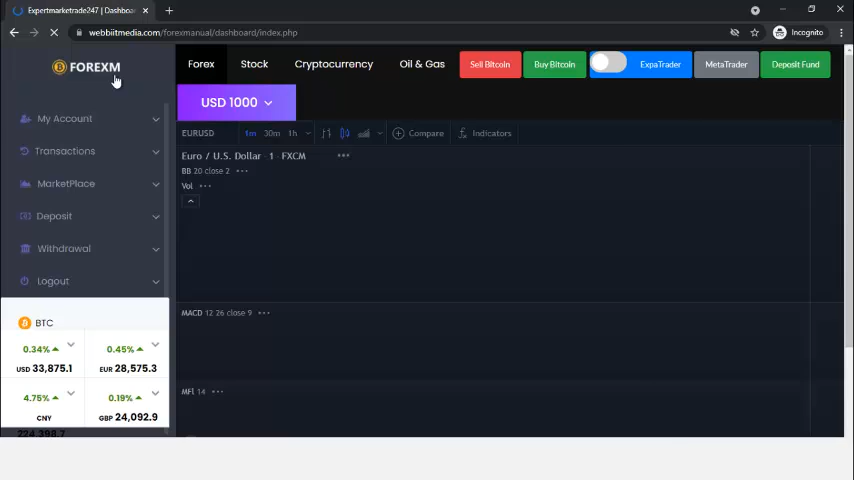 Expertmarketrade247 | Dashboa
webbiitmedia.com/forexmanual/dashboard/index.php
Incognito
FOREXM
Forex
Stock
Cryptocurrency
Oil & Gas
Sell Bitcoin
Buy Bitcoin
ExpaTrader
MetaTrader
Deposit Fund
USD 1000
My Account
Transactions
MarketPlace
Deposit
Withdrawal
Logout
EURUSD
1m
30m
1h
Compare
Indicators
Euro / U.S. Dollar · 1 · FXCM
BB 20 close 2
Vol
MACD 12 26 close 9
MFI 14
BTC
0.34%
0.45%
USD 33,875.1
EUR 28,575.3
4.75%
0.19%
CNY
GBP 24,092.9
224,398.7